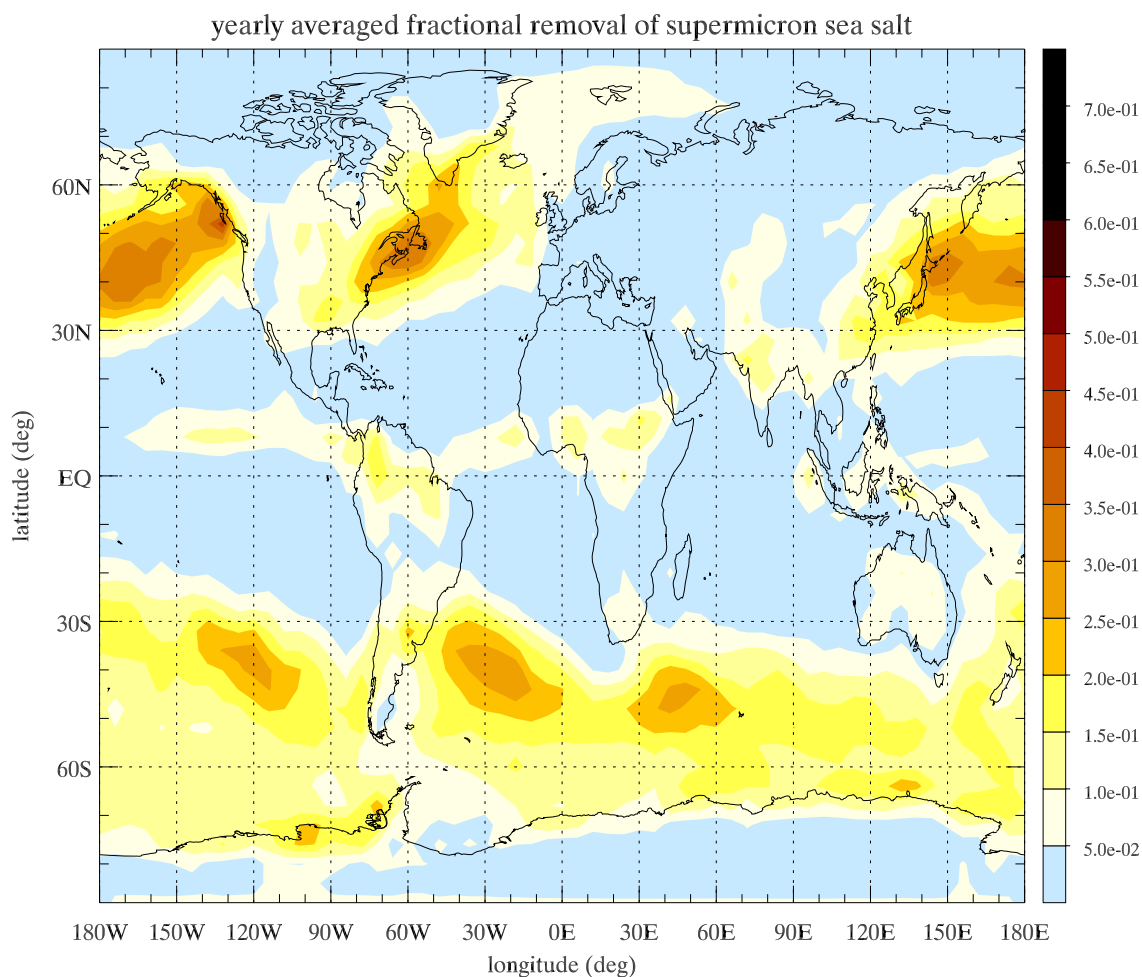 yearly averaged fractional removal of supermicron sea salt
60N
30N
EQ
30S
60S
latitude (deg)
180W 150W 120W 90W 60W 30W 0E 30E 60E 90E 120E 150E 180E
longitude (deg)
7.0e-01
6.5e-01
6.0e-01
5.5e-01
5.0e-01
4.5e-01
4.0e-01
3.5e-01
3.0e-01
2.5e-01
2.0e-01
1.5e-01
1.0e-01
5.0e-02